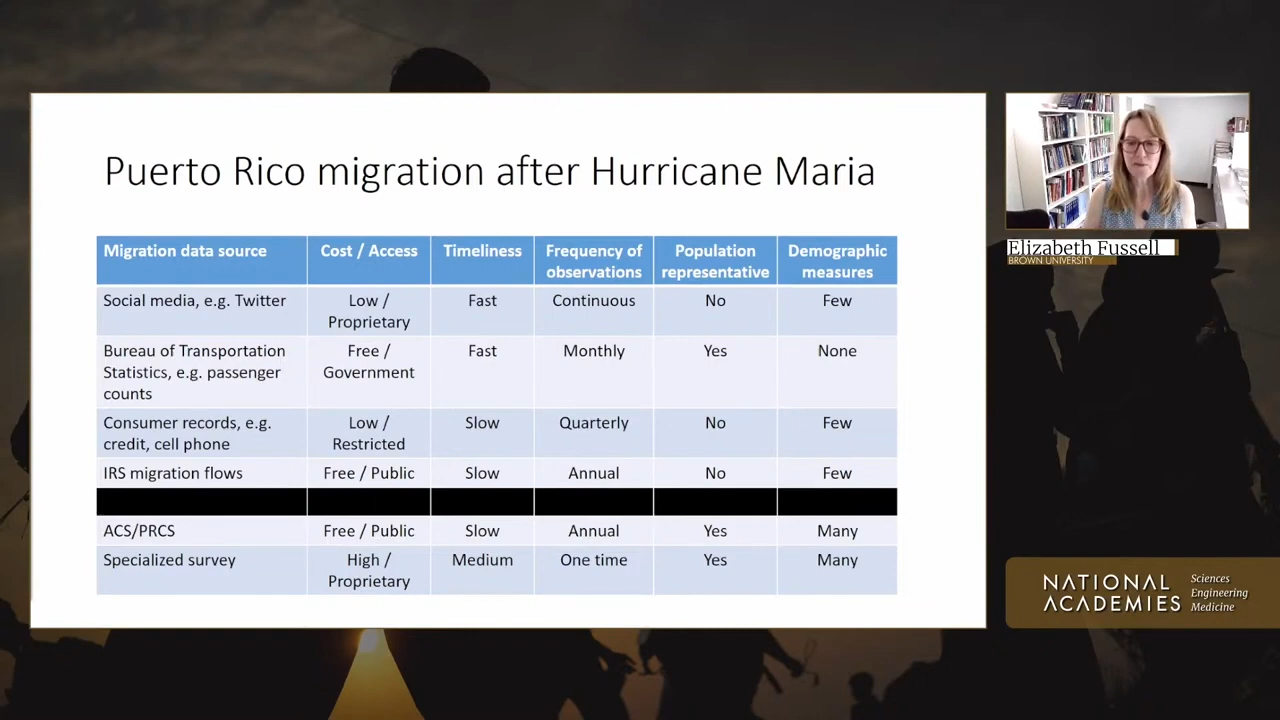 Puerto Rico migration after Hurricane Maria
Migration data source Cost / Access Timeliness Frequency of observations Population representative Demographic measures
Social media, e.g. Twitter Low / Proprietary Fast Continuous No Few
Bureau of Transportation Statistics, e.g. passenger counts Free / Government Fast Monthly Yes None
Consumer records, e.g. credit, cell phone Low / Restricted Slow Quarterly No Few
IRS migration flows Free / Public Slow Annual No Few
ACS/PRCS Free / Public Slow Annual Yes Many
Specialized survey High / Proprietary Medium One time Yes Many
Elizabeth Fussell
BROWN UNIVERSITY
NATIONAL ACADEMIES
Sciences
Engineering
Medicine